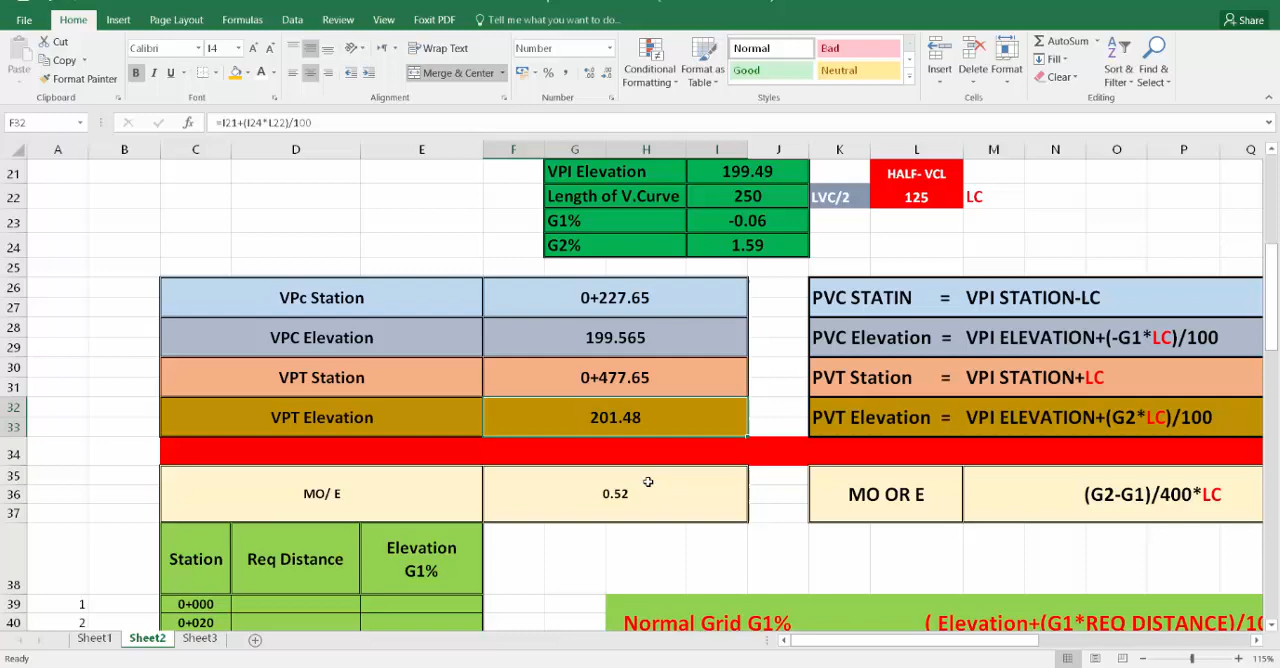 File Home Insert Page Layout Formulas Data Review View Foxit PDF Tell me what you want to do... Share
Cut
Copy
Format Painter
Paste
Clipboard
Calibri 14
B I U
Font
Wrap Text
Merge & Center
Alignment
Number
Number
Conditional Formatting
Format as Table
Normal Bad
Good Neutral
Styles
Insert Delete Format
Cells
AutoSum
Fill
Clear
Sort & Filter
Find & Select
Editing
F32 fx =I21+(I24*L22)/100
A B C D E F G H I J K L M N O P Q
21 VPI Elevation 199.49 HALF- VCL
22 Length of V.Curve 250 LVC/2 125 LC
23 G1% -0.06
24 G2% 1.59
25
26
27
VPc Station 0+227.65 PVC STATIN = VPI STATION-LC
28
29
VPC Elevation 199.565 PVC Elevation = VPI ELEVATION+(-G1*LC)/100
30
31
VPT Station 0+477.65 PVT Station = VPI STATION+LC
32
33
VPT Elevation 201.48 PVT Elevation = VPI ELEVATION+(G2*LC)/100
34
35
36 MO/ E 0.52 MO OR E (G2-G1)/400*LC
37
38 Station Req Distance Elevation G1%
39 1 0+000
40 2 0+020
Normal Grid G1% ( Elevation+(G1*REQ DISTANCE)/10
Sheet1 Sheet2 Sheet3
Ready 115%